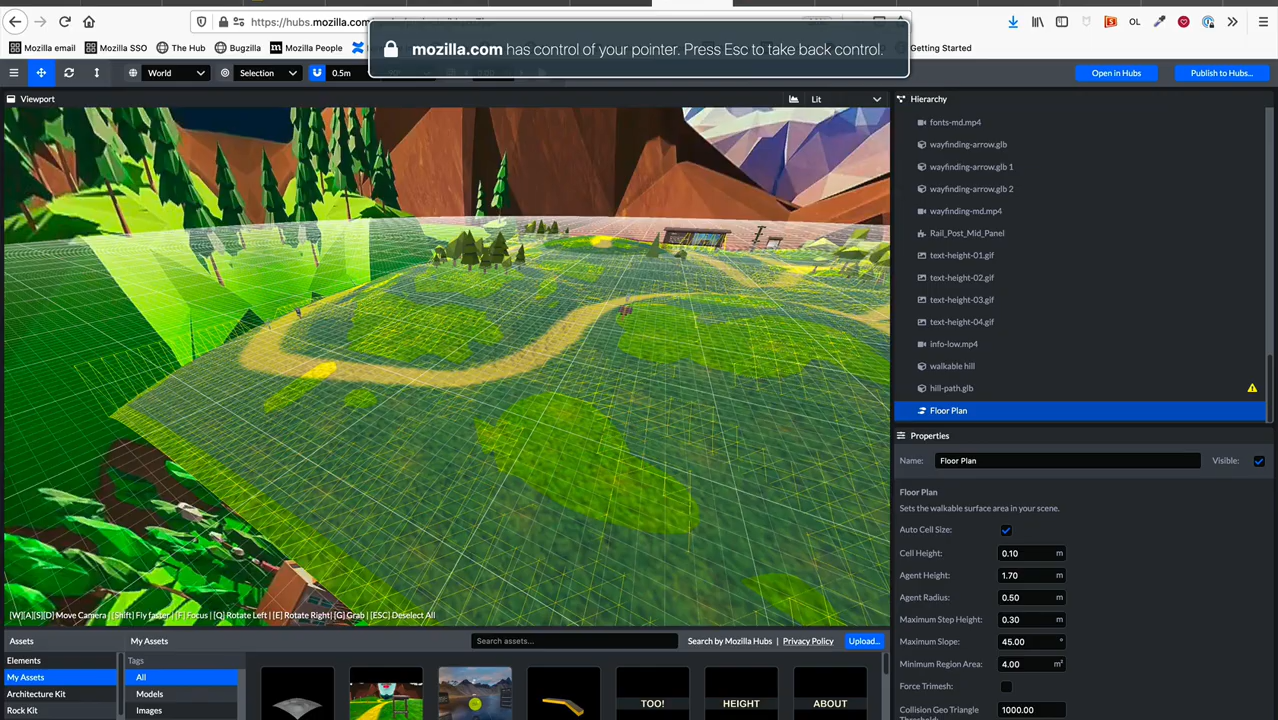 https://hubs.mozilla.com
OL
Mozilla email
Mozilla SSO
The Hub
Bugzilla
Mozilla People
Getting Started
mozilla.com has control of your pointer. Press Esc to take back control.
World
Selection
0.5m
Open in Hubs
Publish to Hubs...
Viewport
Lit
Hierarchy
fonts-md.mp4
wayfinding-arrow.glb
wayfinding-arrow.glb 1
wayfinding-arrow.glb 2
wayfinding-md.mp4
Rail_Post_Mid_Panel
text-height-01.gif
text-height-02.gif
text-height-03.gif
text-height-04.gif
info-low.mp4
walkable hill
hill-path.glb
Floor Plan
Properties
Name: Floor Plan Visible:
Floor Plan
Sets the walkable surface area in your scene.
Auto Cell Size:
Cell Height: 0.10 m
Agent Height: 1.70 m
Agent Radius: 0.50 m
Maximum Step Height: 0.30 m
Maximum Slope: 45.00 °
Minimum Region Area: 4.00 m²
Force Trimesh:
Collision Geo Triangle 1000.00
[W][A][S][D] Move Camera | [Shift] Fly faster | [F] Focus | [Q] Rotate Left | [E] Rotate Right | [G] Grab | [ESC] Deselect All
Assets
My Assets
Search assets...
Search by Mozilla Hubs | Privacy Policy
Upload...
Elements
My Assets
Architecture Kit
Rock Kit
Tags
All
Models
Images
TOO!
HEIGHT
ABOUT